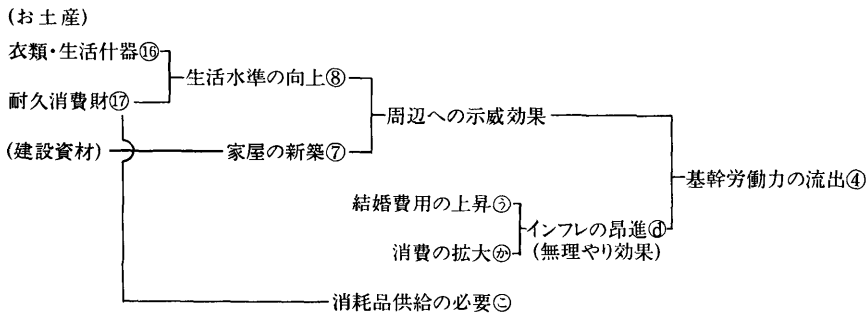 (お土産)
衣類・生活什器⑯
生活水準の向上⑧
耐久消費財⑰
周辺への示威効果
(建設資材)
家屋の新築⑦
基幹労働力の流出④
結婚費用の上昇㋒
インフレの昂進ⓓ
(無理やり効果)
消費の拡大㋕
消耗品供給の必要㋙